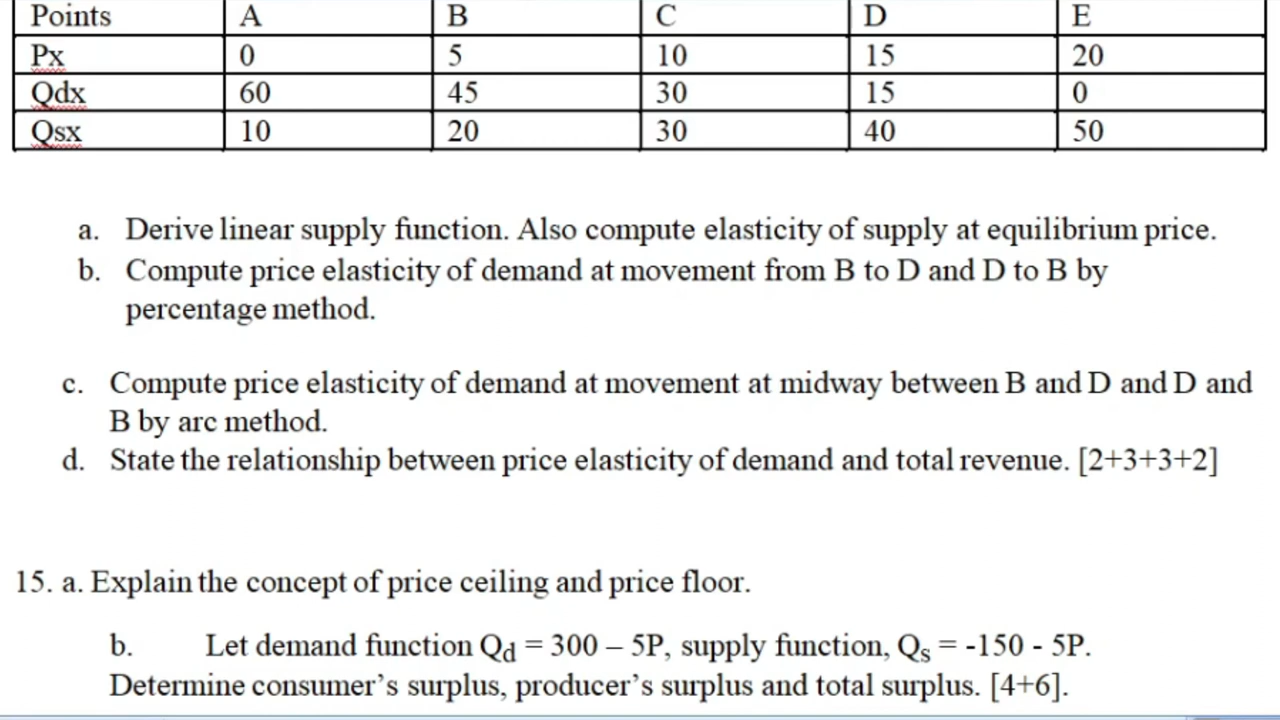 Points A B C D E
Px 0 5 10 15 20
Qdx 60 45 30 15 0
Qsx 10 20 30 40 50
a. Derive linear supply function. Also compute elasticity of supply at equilibrium price.
b. Compute price elasticity of demand at movement from B to D and D to B by
percentage method.
c. Compute price elasticity of demand at movement at midway between B and D and D and
B by arc method.
d. State the relationship between price elasticity of demand and total revenue. [2+3+3+2]
15. a. Explain the concept of price ceiling and price floor.
b. Let demand function Qd = 300 – 5P, supply function, Qs = -150 - 5P.
Determine consumer’s surplus, producer’s surplus and total surplus. [4+6].